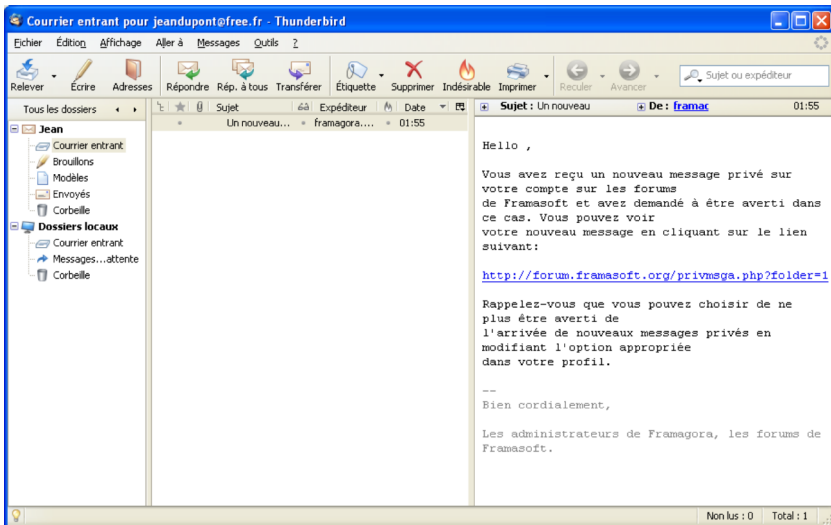 Courrier entrant pour jeandupont@free.fr - Thunderbird
Fichier Édition Affichage Aller à Messages Outils ?
Relever Écrire Adresses Répondre Rép. à tous Transférer Étiquette Supprimer Indésirable Imprimer Reculer Avancer Sujet ou expéditeur
Tous les dossiers
Sujet Expéditeur Date
Sujet : Un nouveau De : framac 01:55
Jean
Courrier entrant
Brouillons
Modèles
Envoyés
Corbeille
Dossiers locaux
Courrier entrant
Messages...attente
Corbeille
Un nouveau... framagora.... 01:55
Hello ,
Vous avez reçu un nouveau message privé sur
votre compte sur les forums
de Framasoft et avez demandé à être averti dans
ce cas. Vous pouvez voir
votre nouveau message en cliquant sur le lien
suivant:
http://forum.framasoft.org/privmsga.php?folder=1
Rappelez-vous que vous pouvez choisir de ne
plus être averti de
l'arrivée de nouveaux messages privés en
modifiant l'option appropriée
dans votre profil.
--
Bien cordialement,
Les administrateurs de Framagora, les forums de
Framasoft.
Non lus : 0 Total : 1